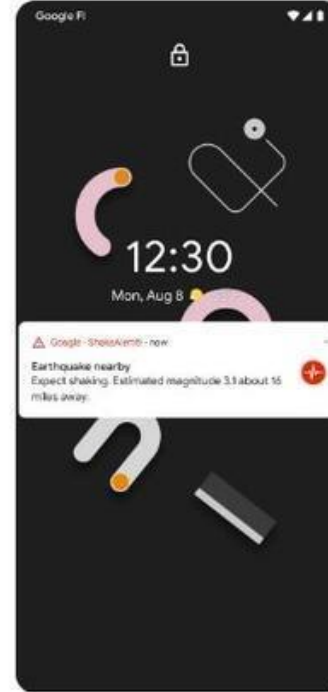 Google Fi
12:30
Mon, Aug 8
Google · ShakeAlert® · now
Earthquake nearby
Expect shaking. Estimated magnitude 3.1 about 16
miles away.